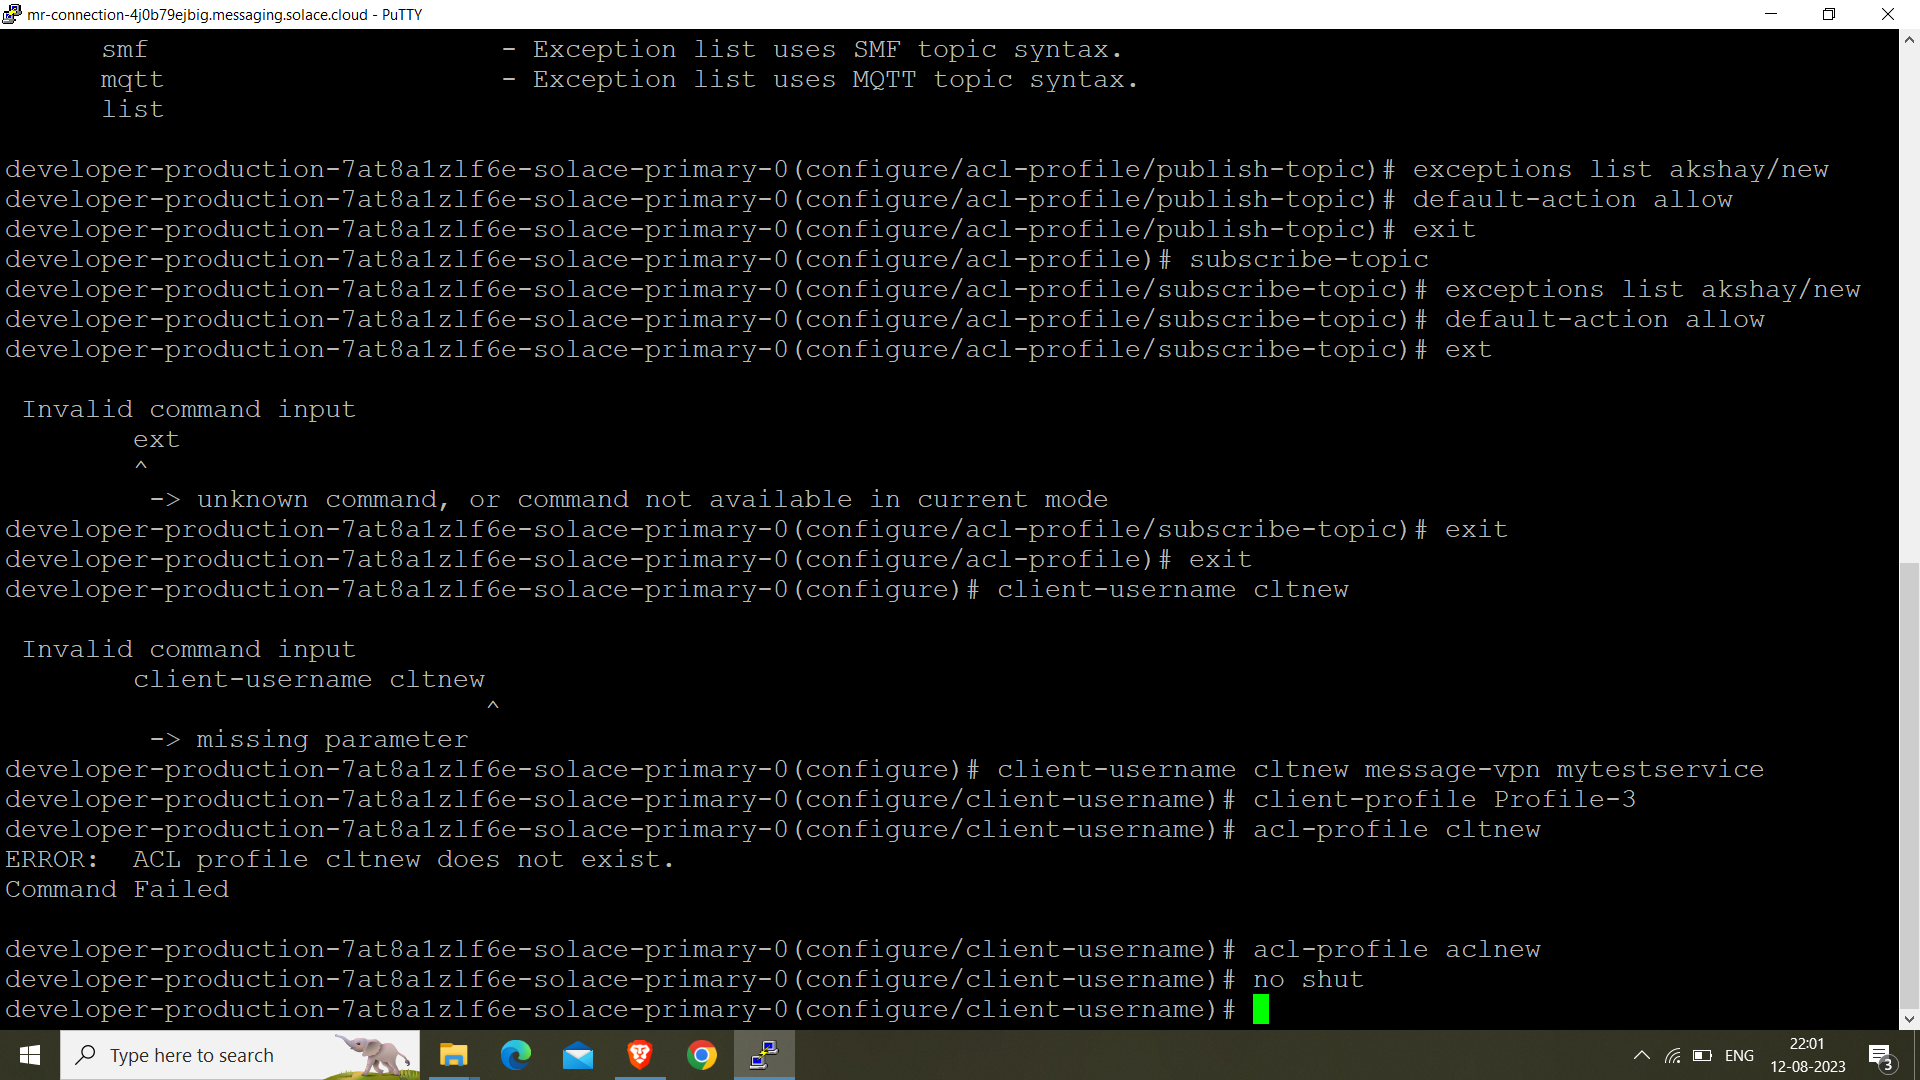 mr-connection-4j0b79ejbig.messaging.solace.cloud - PuTTY
smf - Exception list uses SMF topic syntax.
mqtt - Exception list uses MQTT topic syntax.
list
developer-production-7at8a1zlf6e-solace-primary-0(configure/acl-profile/publish-topic)# exceptions list akshay/new
developer-production-7at8a1zlf6e-solace-primary-0(configure/acl-profile/publish-topic)# default-action allow
developer-production-7at8a1zlf6e-solace-primary-0(configure/acl-profile/publish-topic)# exit
developer-production-7at8a1zlf6e-solace-primary-0(configure/acl-profile)# subscribe-topic
developer-production-7at8a1zlf6e-solace-primary-0(configure/acl-profile/subscribe-topic)# exceptions list akshay/new
developer-production-7at8a1zlf6e-solace-primary-0(configure/acl-profile/subscribe-topic)# default-action allow
developer-production-7at8a1zlf6e-solace-primary-0(configure/acl-profile/subscribe-topic)# ext
Invalid command input
ext
^
-> unknown command, or command not available in current mode
developer-production-7at8a1zlf6e-solace-primary-0(configure/acl-profile/subscribe-topic)# exit
developer-production-7at8a1zlf6e-solace-primary-0(configure/acl-profile)# exit
developer-production-7at8a1zlf6e-solace-primary-0(configure)# client-username cltnew
Invalid command input
client-username cltnew
^
-> missing parameter
developer-production-7at8a1zlf6e-solace-primary-0(configure)# client-username cltnew message-vpn mytestservice
developer-production-7at8a1zlf6e-solace-primary-0(configure/client-username)# client-profile Profile-3
developer-production-7at8a1zlf6e-solace-primary-0(configure/client-username)# acl-profile cltnew
ERROR: ACL profile cltnew does not exist.
Command Failed
developer-production-7at8a1zlf6e-solace-primary-0(configure/client-username)# acl-profile aclnew
developer-production-7at8a1zlf6e-solace-primary-0(configure/client-username)# no shut
developer-production-7at8a1zlf6e-solace-primary-0(configure/client-username)#
Type here to search
ENG
22:01
12-08-2023
3